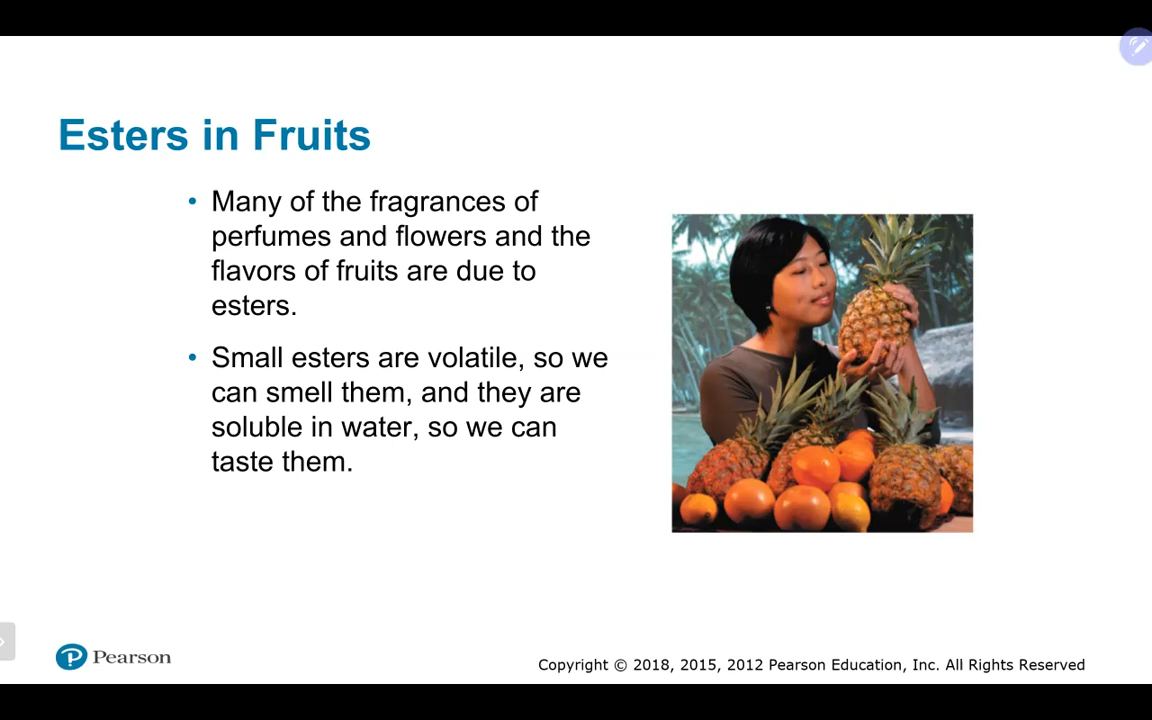 Esters in Fruits
• Many of the fragrances of
perfumes and flowers and the
flavors of fruits are due to
esters.
• Small esters are volatile, so we
can smell them, and they are
soluble in water, so we can
taste them.
Pearson
Copyright © 2018, 2015, 2012 Pearson Education, Inc. All Rights Reserved